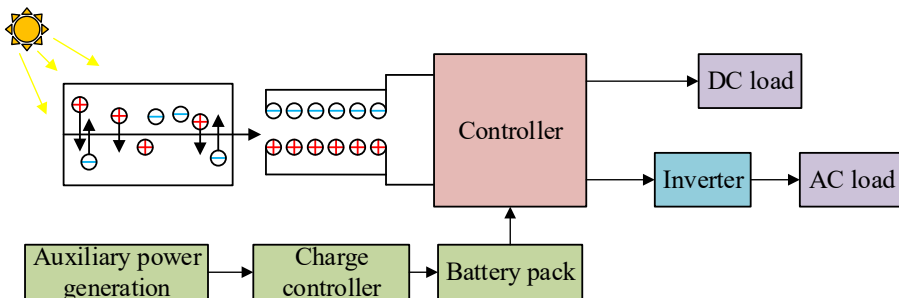 DC load
Controller
Inverter
AC load
Auxiliary power
generation
Charge
controller
Battery pack